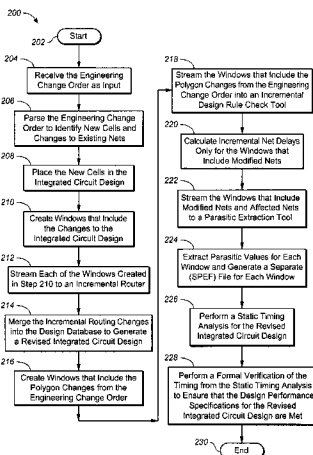 200
202
Start
204
Receive the Engineering
Change Order as Input
206
Parse the Engineering Change
Order to Identify New Cells and
Changes to Existing Nets
208
Place the New Cells in the
Integrated Circuit Design
210
Create Windows that Include
the Changes to the
Integrated Circuit Design
212
Stream Each of the Windows Created
in Step 210 to an Incremental Router
214
Merge the Incremental Routing Changes
into the Design Database to Generate
a Revised Integrated Circuit Design
216
Create Windows that Include the
Polygon Changes from the
Engineering Change Order
218
Stream the Windows that Include the
Polygon Changes from the Engineering
Change Order into an Incremental
Design Rule Check Tool
220
Calculate Incremental Net Delays
Only for the Windows that
Include Modified Nets
222
Stream the Windows that Include
Modified Nets and Affected Nets
to a Parasitic Extraction Tool
224
Extract Parasitic Values for Each
Window and Generate a Separate
(SPEF) File for Each Window
226
Perform a Static Timing
Analysis for the Revised
Integrated Circuit Design
228
Perform a Formal Verification of the
Timing from the Static Timing Analysis
to Ensure that the Design Performance
Specifications for the Revised
Integrated Circuit Design are Met
230
End